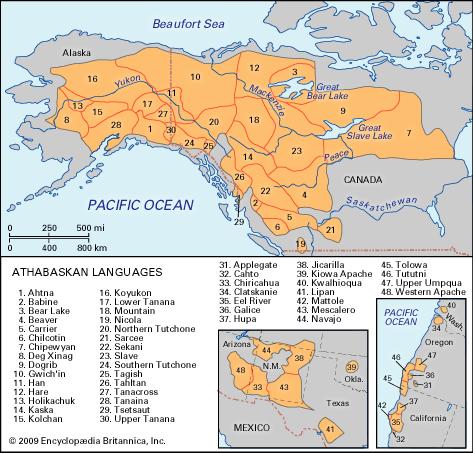 Beaufort Sea
Alaska
16
Yukon
10
12
3
Great
Bear Lake
Mackenzie
11
13
15
17
27
8
28
1
30
20
18
9
7
Great
Slave Lake
24
25
23
Peace
14
26
22
4
CANADA
2
29
6
5
21
Saskatchewan
19
PACIFIC OCEAN
0 250 500 mi
0 400 800 km
ATHABASKAN LANGUAGES
1. Ahtna
2. Babine
3. Bear Lake
4. Beaver
5. Carrier
6. Chilcotin
7. Chipewyan
8. Deg Xinag
9. Dogrib
10. Gwich'in
11. Han
12. Hare
13. Holikachuk
14. Kaska
15. Kolchan
16. Koyukon
17. Lower Tanana
18. Mountain
19. Nicola
20. Northern Tutchone
21. Sarcee
22. Sekani
23. Slave
24. Southern Tutchone
25. Tagish
26. Tahltan
27. Tanacross
28. Tanaina
29. Tsetsaut
30. Upper Tanana
31. Applegate
32. Cahto
33. Chiricahua
34. Clatskanie
35. Eel River
36. Galice
37. Hupa
38. Jicarilla
39. Kiowa Apache
40. Kwalhioqua
41. Lipan
42. Mattole
43. Mescalero
44. Navajo
45. Tolowa
46. Tututni
47. Upper Umpqua
48. Western Apache
Arizona
44
38
N.M.
39
Okla.
48
33
43
Texas
MEXICO
41
PACIFIC
OCEAN
40
Wash.
34
Oregon
47
46
45
36
31
37
42
35
California
32
© 2009 Encyclopædia Britannica, Inc.